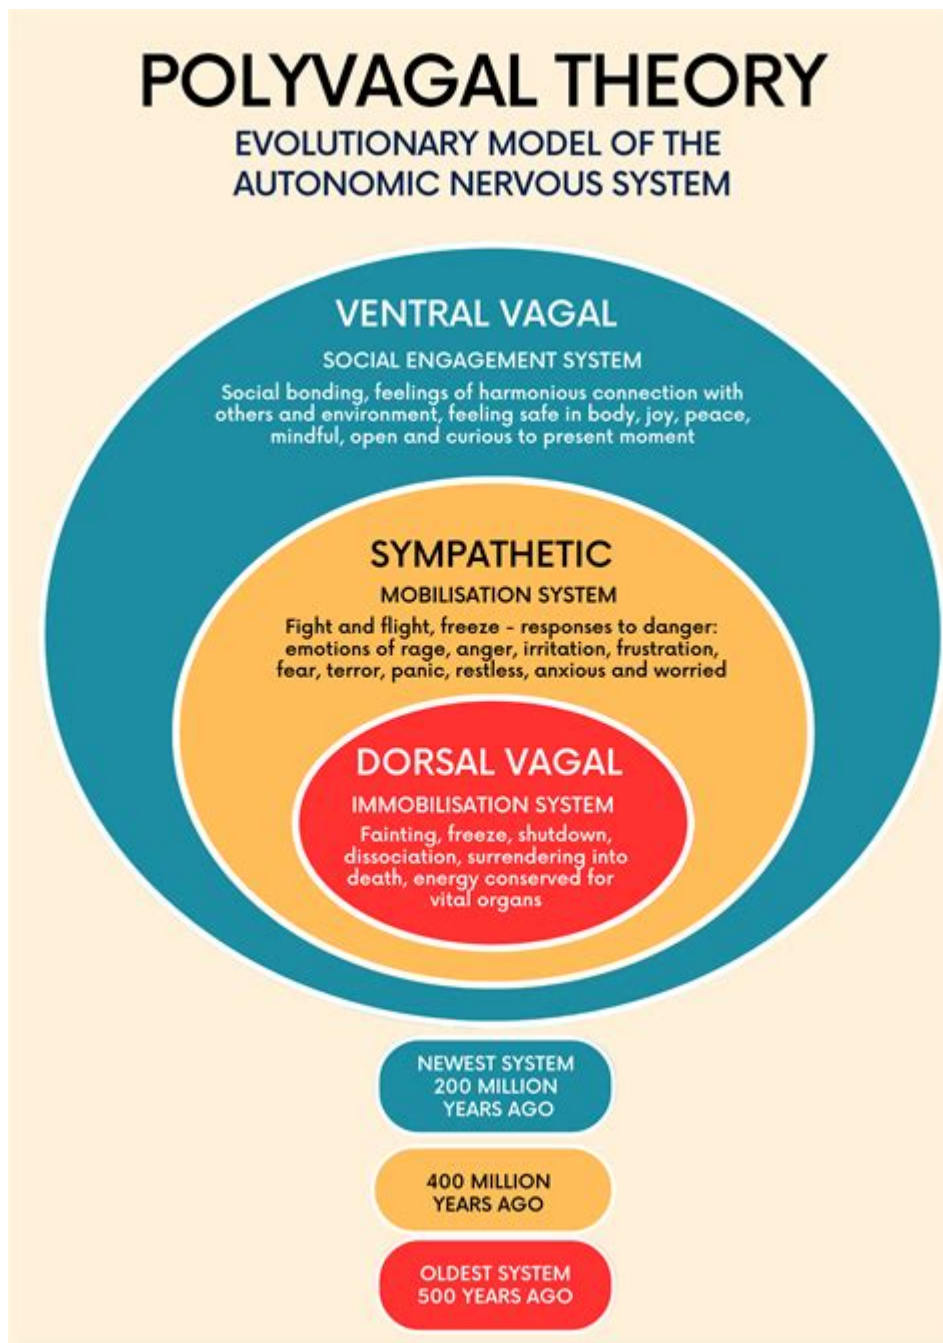 POLYVAGAL THEORY
EVOLUTIONARY MODEL OF THE
AUTONOMIC NERVOUS SYSTEM
VENTRAL VAGAL
SOCIAL ENGAGEMENT SYSTEM
Social bonding, feelings of harmonious connection with
others and environment, feeling safe in body, joy, peace,
mindful, open and curious to present moment
SYMPATHETIC
MOBILISATION SYSTEM
Fight and flight, freeze - responses to danger:
emotions of rage, anger, irritation, frustration,
fear, terror, panic, restless, anxious and worried
DORSAL VAGAL
IMMOBILISATION SYSTEM
Fainting, freeze, shutdown,
dissociation, surrendering into
death, energy conserved for
vital organs
NEWEST SYSTEM
200 MILLION
YEARS AGO
400 MILLION
YEARS AGO
OLDEST SYSTEM
500 YEARS AGO